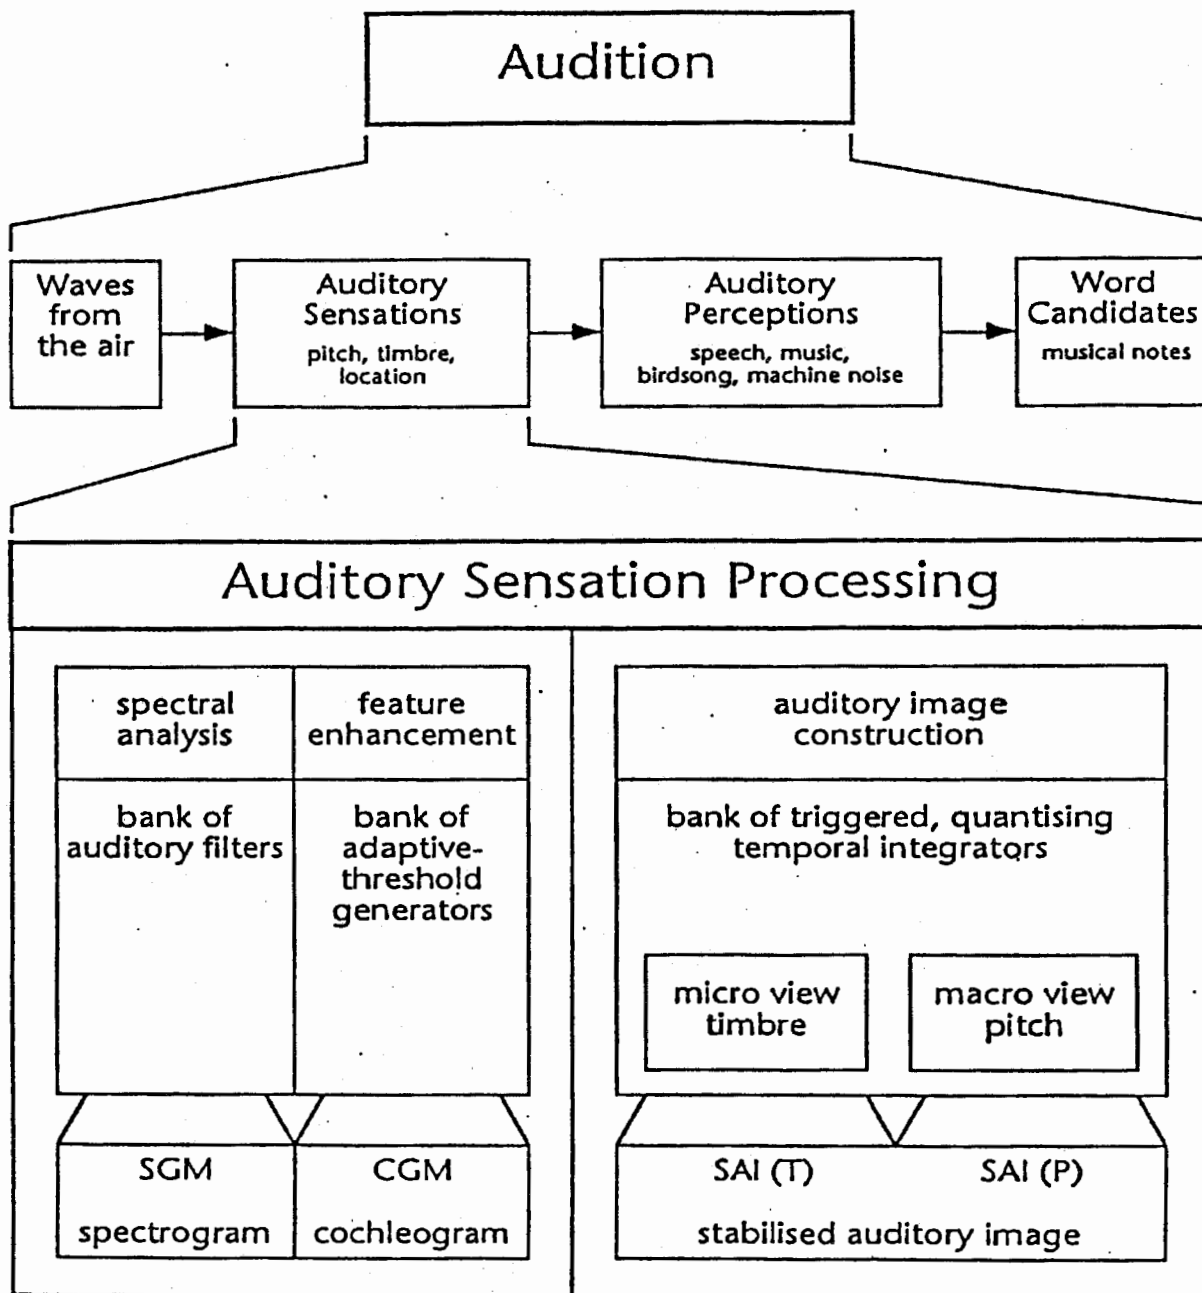 Audition
Waves
from
the air
Auditory
Sensations
pitch, timbre,
location
Auditory
Perceptions
speech, music,
birdsong, machine noise
Word
Candidates
musical notes
Auditory Sensation Processing
spectral
analysis
feature
enhancement
auditory image
construction
bank of
auditory filters
bank of
adaptive-
threshold
generators
bank of triggered, quantising
temporal integrators
micro view
timbre
macro view
pitch
SGM
spectrogram
CGM
cochleogram
SAI (T)
SAI (P)
stabilised auditory image